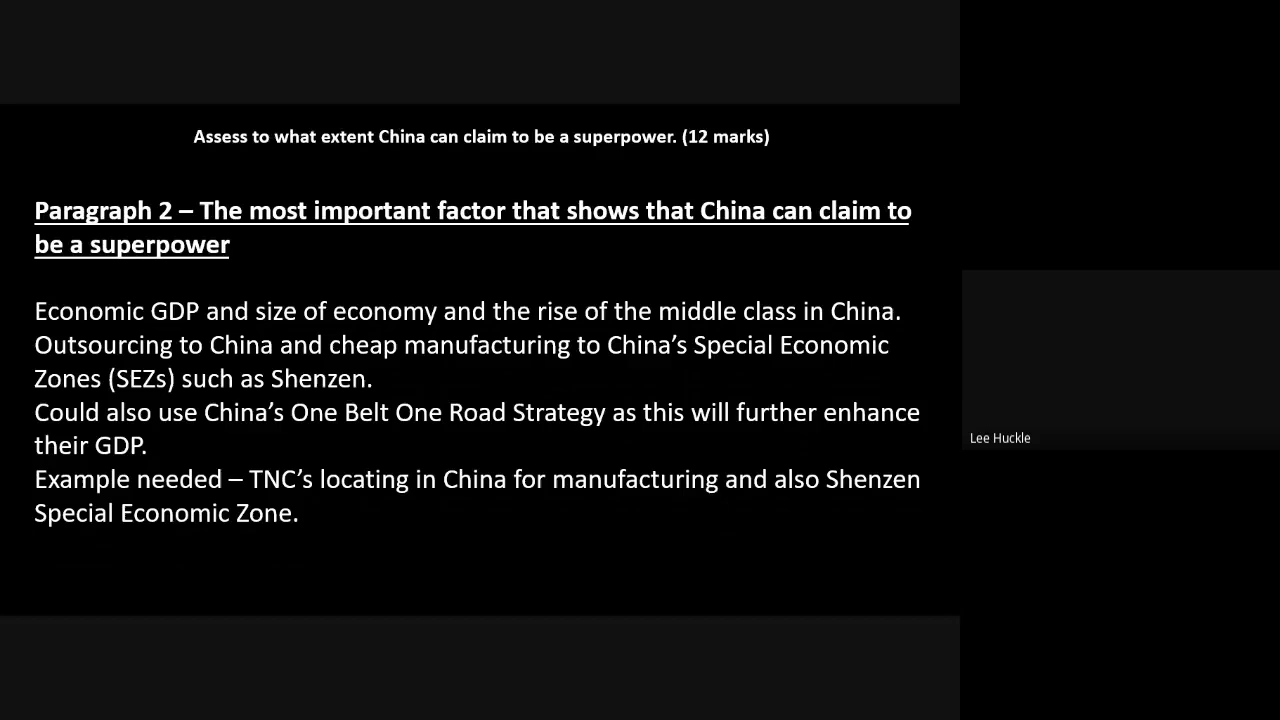 Assess to what extent China can claim to be a superpower. (12 marks)
Paragraph 2 – The most important factor that shows that China can claim to
be a superpower
Economic GDP and size of economy and the rise of the middle class in China.
Outsourcing to China and cheap manufacturing to China’s Special Economic
Zones (SEZs) such as Shenzen.
Could also use China’s One Belt One Road Strategy as this will further enhance
their GDP.
Example needed – TNC’s locating in China for manufacturing and also Shenzen
Special Economic Zone.
Lee Huckle